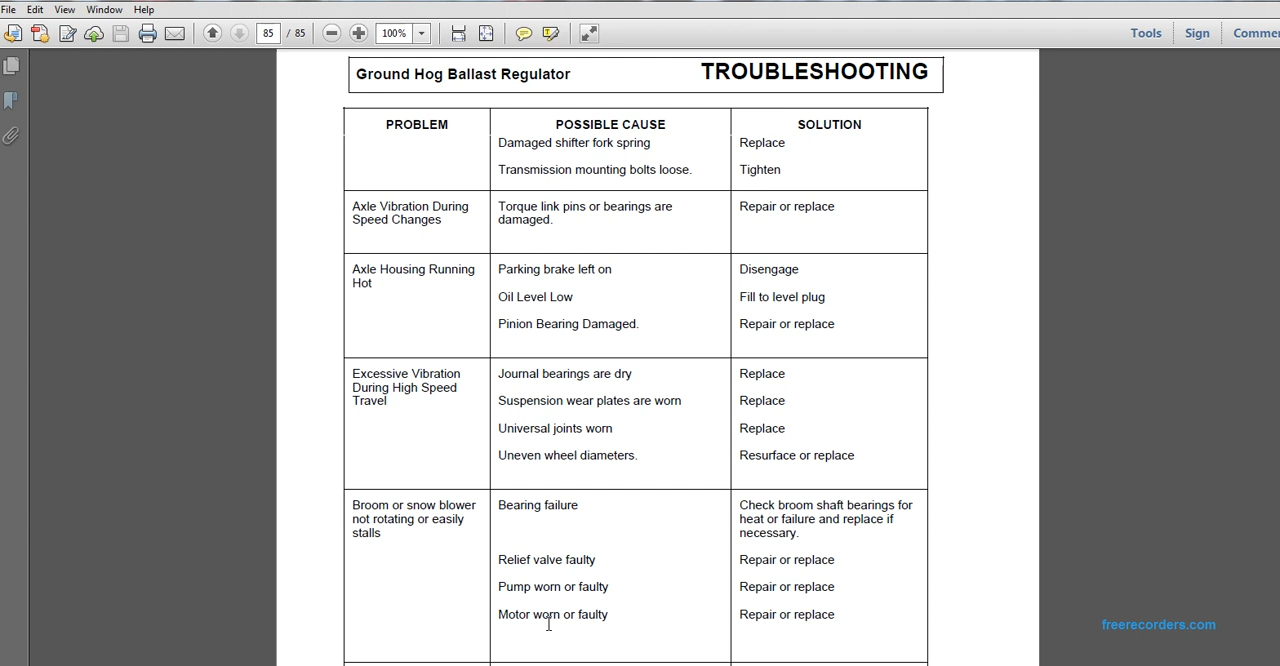 File Edit View Window Help
85 / 85 100% Tools Sign Commer
Ground Hog Ballast Regulator TROUBLESHOOTING
PROBLEM POSSIBLE CAUSE SOLUTION
Damaged shifter fork spring Replace
Transmission mounting bolts loose. Tighten
Axle Vibration During Torque link pins or bearings are Repair or replace
Speed Changes damaged.
Axle Housing Running Parking brake left on Disengage
Hot
Oil Level Low Fill to level plug
Pinion Bearing Damaged. Repair or replace
Excessive Vibration Journal bearings are dry Replace
During High Speed
Travel Suspension wear plates are worn Replace
Universal joints worn Replace
Uneven wheel diameters. Resurface or replace
Broom or snow blower Bearing failure Check broom shaft bearings for
not rotating or easily heat or failure and replace if
stalls necessary.
Relief valve faulty Repair or replace
Pump worn or faulty Repair or replace
Motor worn or faulty Repair or replace
freerecorders.com